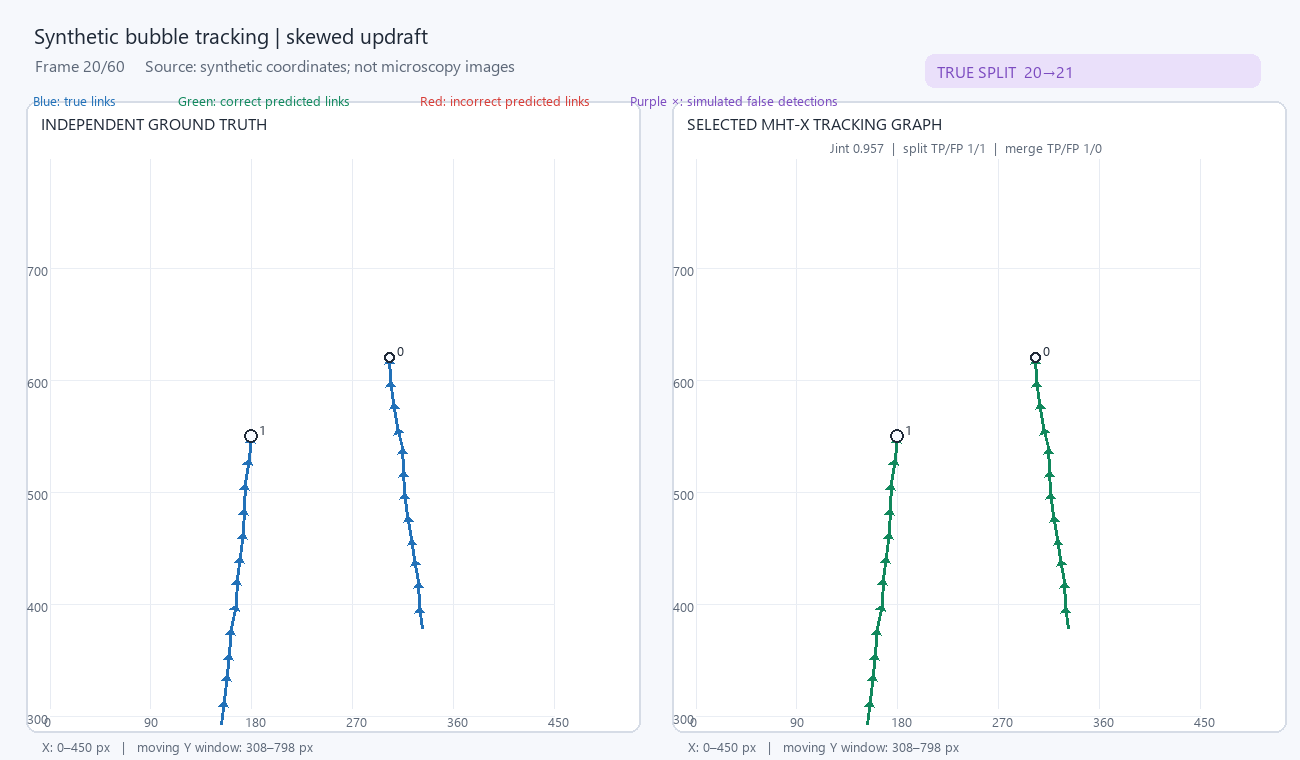 Synthetic bubble tracking | skewed updraft
Frame 20/60 Source: synthetic coordinates; not microscopy images
TRUE SPLIT 20→21
Blue: true links Green: correct predicted links Red: incorrect predicted links Purple ×: simulated false detections
INDEPENDENT GROUND TRUTH
700
600
500
400
300
0
1
0 90 180 270 360 450
X: 0–450 px | moving Y window: 308–798 px
SELECTED MHT-X TRACKING GRAPH
Jint 0.957 | split TP/FP 1/1 | merge TP/FP 1/0
700
600
500
400
300
0
1
0 90 180 270 360 450
X: 0–450 px | moving Y window: 308–798 px